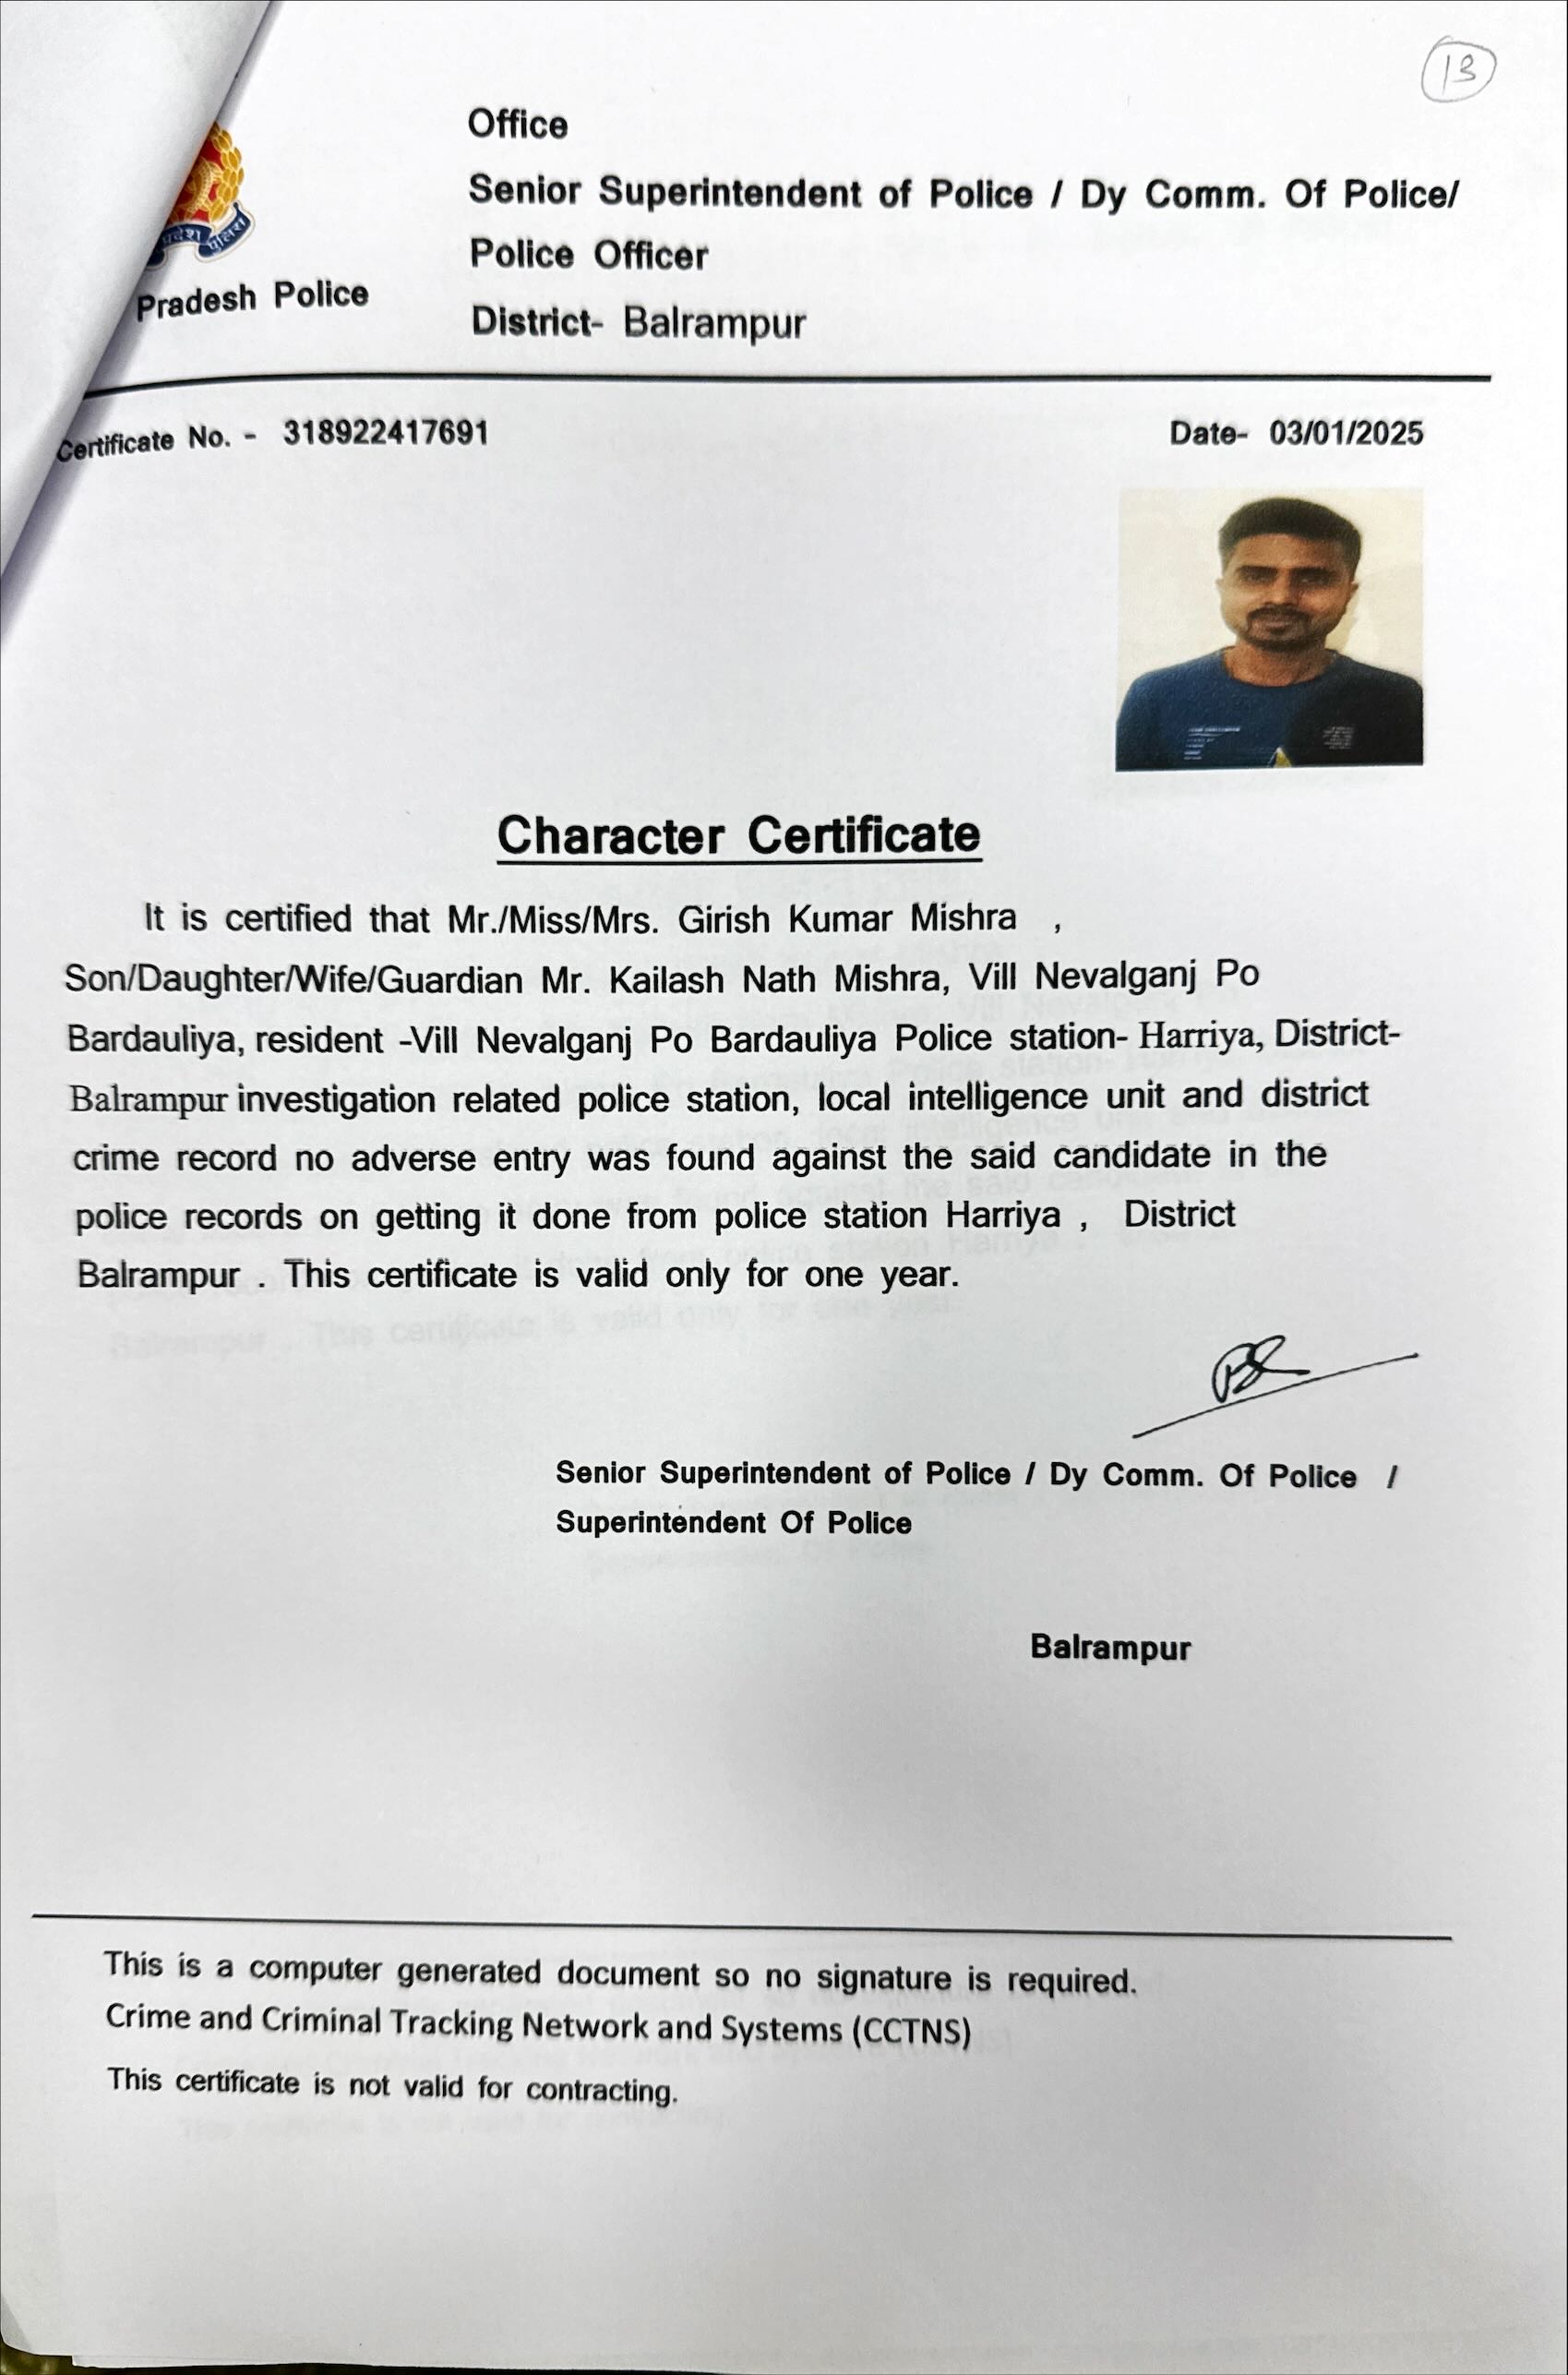 13
Office
Senior Superintendent of Police / Dy Comm. Of Police/
Police Officer
District- Balrampur
प्रदेश पुलिस
Pradesh Police
Certificate No. - 318922417691
Date- 03/01/2025
Character Certificate
It is certified that Mr./Miss/Mrs. Girish Kumar Mishra ,
Son/Daughter/Wife/Guardian Mr. Kailash Nath Mishra, Vill Nevalganj Po
Bardauliya, resident -Vill Nevalganj Po Bardauliya Police station- Harriya, District-
Balrampur investigation related police station, local intelligence unit and district
crime record no adverse entry was found against the said candidate in the
police records on getting it done from police station Harriya , District
Balrampur . This certificate is valid only for one year.
Senior Superintendent of Police / Dy Comm. Of Police /
Superintendent Of Police
Balrampur
This is a computer generated document so no signature is required.
Crime and Criminal Tracking Network and Systems (CCTNS)
This certificate is not valid for contracting.